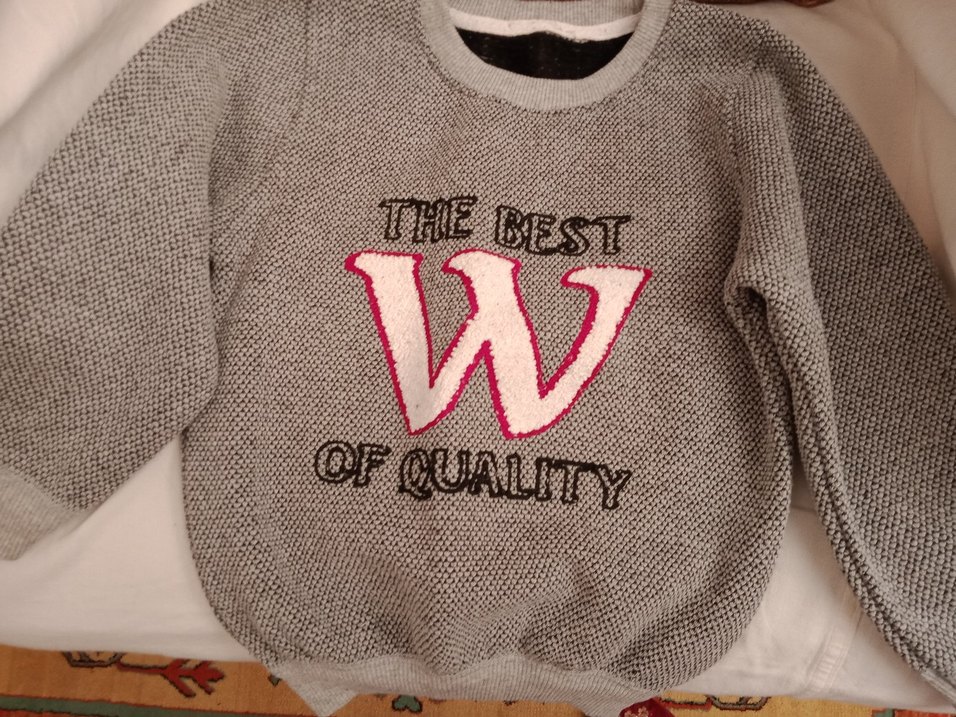 THE BEST
W
OF QUALITY